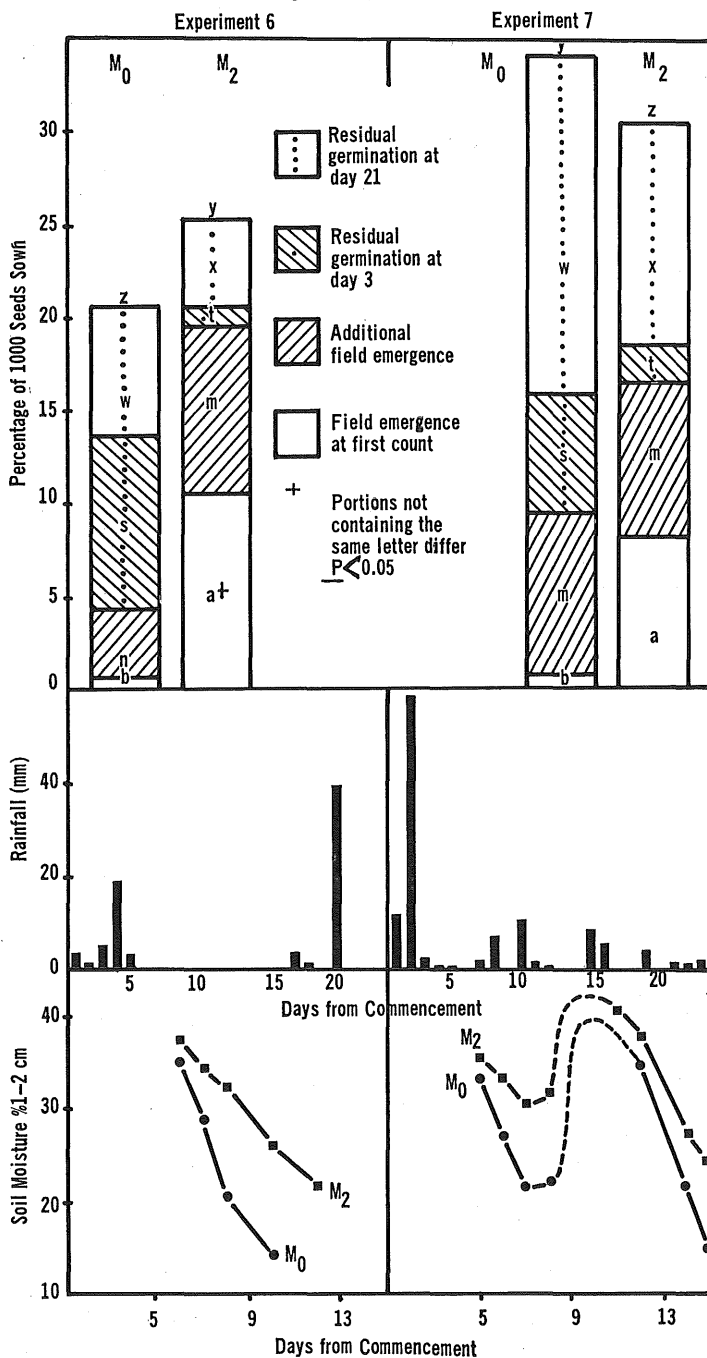 Experiment 6
Experiment 7
M0
M2
M0
M2
Percentage of 1000 Seeds Sown
30
25
20
15
10
5
0
z
w
s
n
b
y
x
t
m
a+
Residual
germination at
day 21
Residual
germination at
day 3
Additional
field emergence
Field emergence
at first count
+
Portions not
containing the
same letter differ
P<0.05
y
w
s
m
b
z
x
t
m
a
Rainfall (mm)
40
20
0
5
10
15
20
5
10
15
20
Days from Commencement
Soil Moisture %1-2 cm
40
30
20
10
M2
M0
M2
M0
5
9
13
5
9
13
Days from Commencement